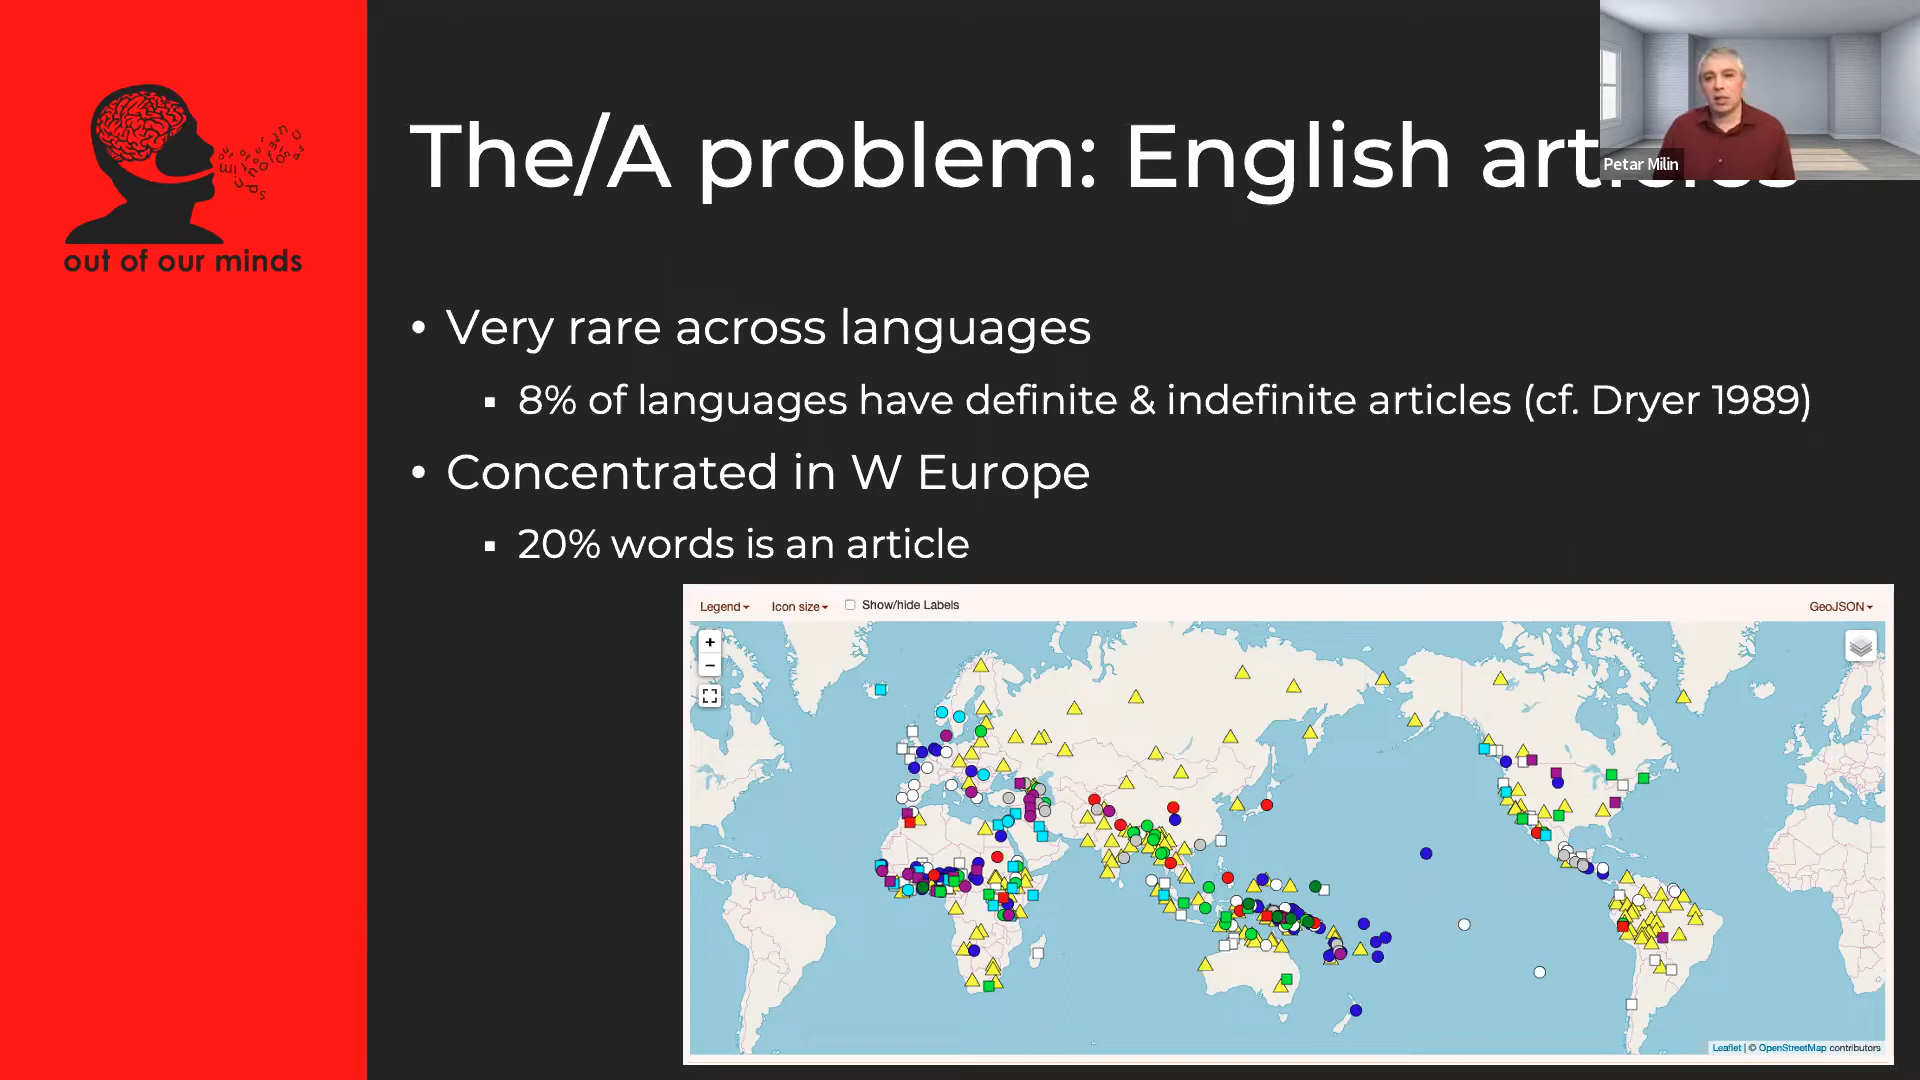 out of our minds
The/A problem: English articles
Petar Milin
• Very rare across languages
▪ 8% of languages have definite & indefinite articles (cf. Dryer 1989)
• Concentrated in W Europe
▪ 20% words is an article
Legend Icon size Show/hide Labels GeoJSON
+
−
Leaflet | © OpenStreetMap contributors